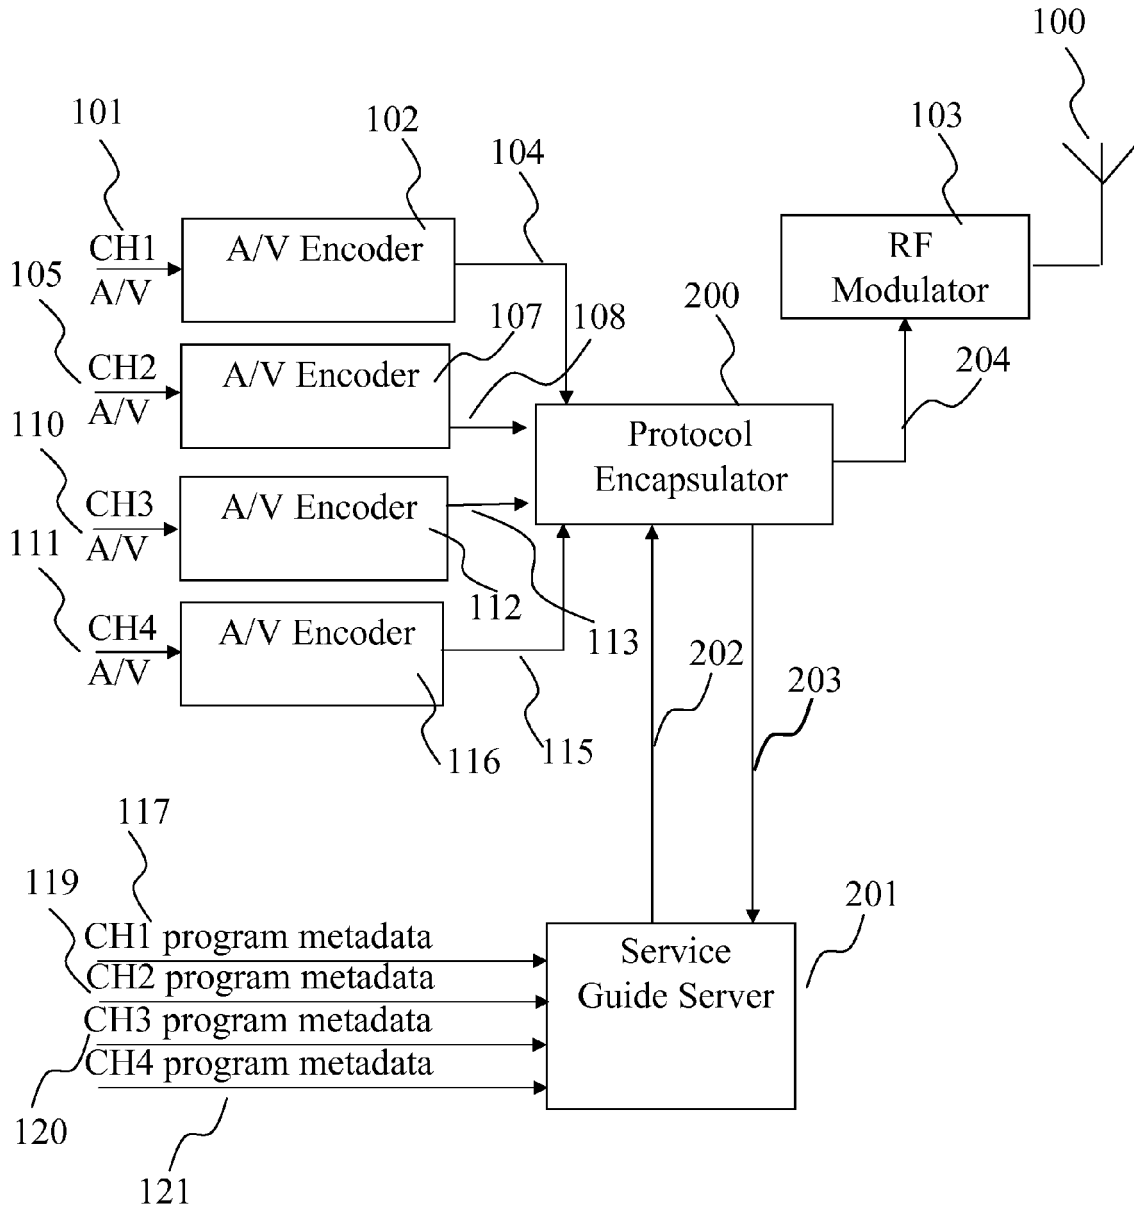 100
101
102
104
103
CH1
A/V
A/V Encoder
RF
Modulator
105
107
108
200
204
CH2
A/V
A/V Encoder
110
Protocol
Encapsulator
CH3
A/V
A/V Encoder
111
112
113
CH4
A/V
A/V Encoder
202
203
116
115
117
119
201
CH1 program metadata
CH2 program metadata
CH3 program metadata
CH4 program metadata
Service
Guide Server
120
121